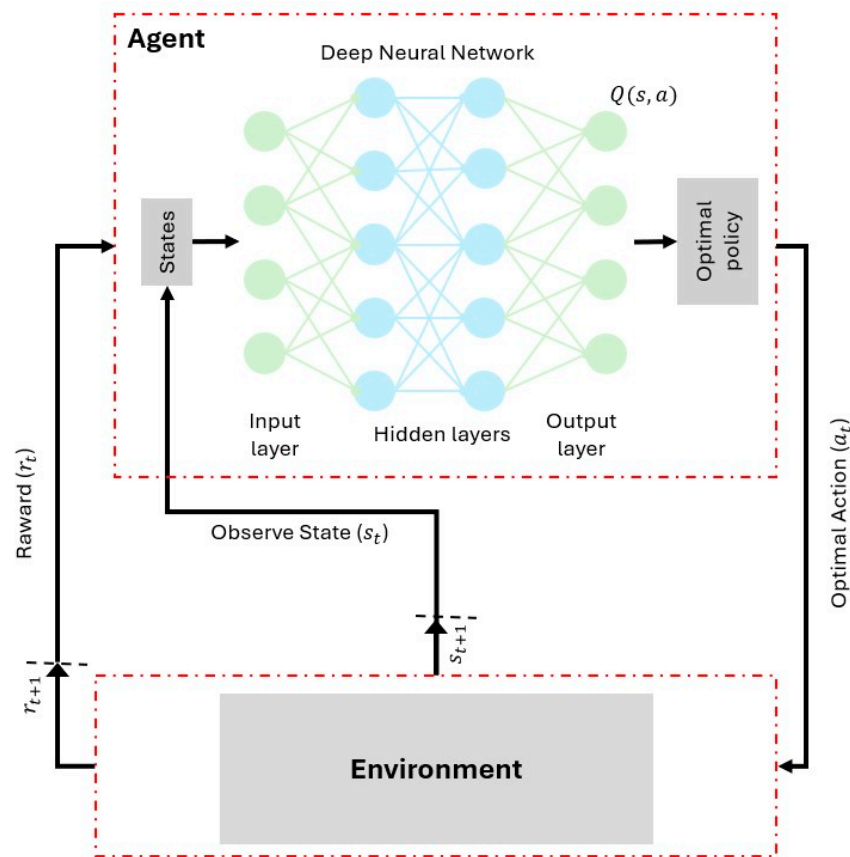 Agent
Deep Neural Network
Q(s, a)
States
Optimal
policy
Input
layer
Hidden layers
Output
layer
Raward (r_t)
Observe State (s_t)
Optimal Action (a_t)
r_{t+1}
s_{t+1}
Environment